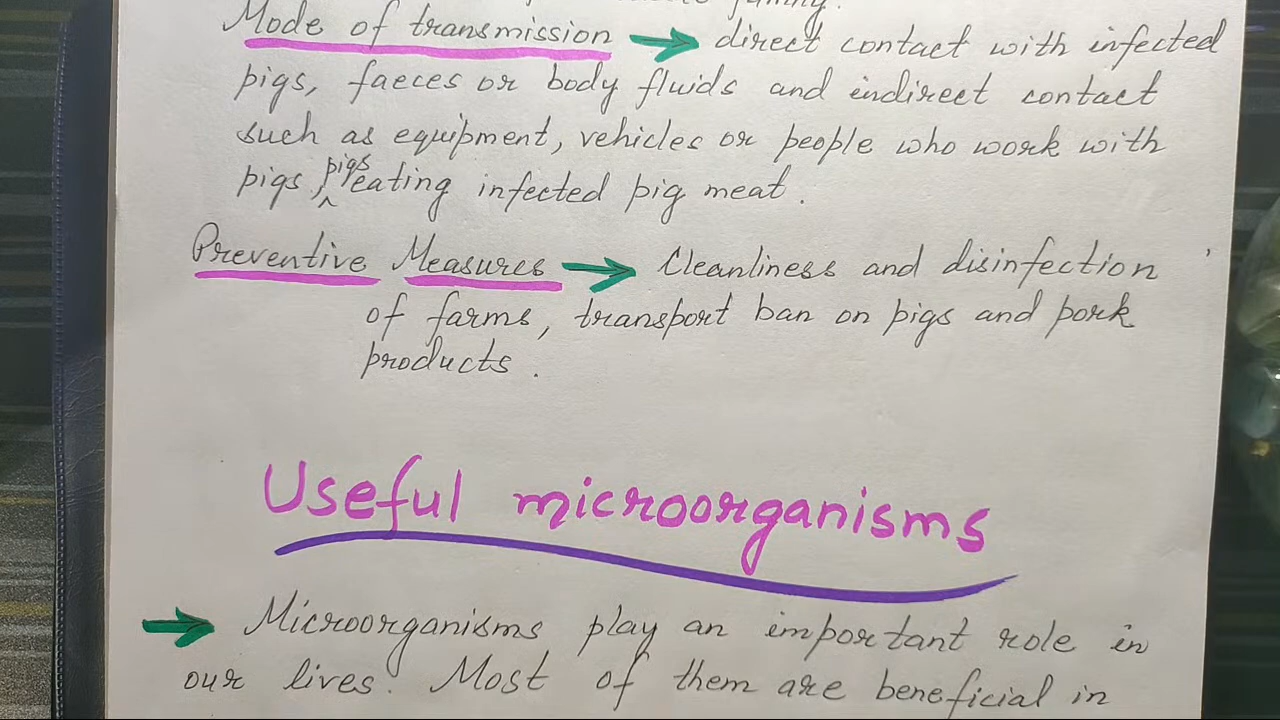 family.
Mode of transmission → direct contact with infected
pigs, faeces or body fluids and indirect contact
such as equipment, vehicles or people who work with
pigs, pigs eating infected pig meat.
Preventive Measures → Cleanliness and disinfection
of farms, transport ban on pigs and pork
products.
Useful microorganisms
→ Microorganisms play an important role in
our lives. Most of them are beneficial in